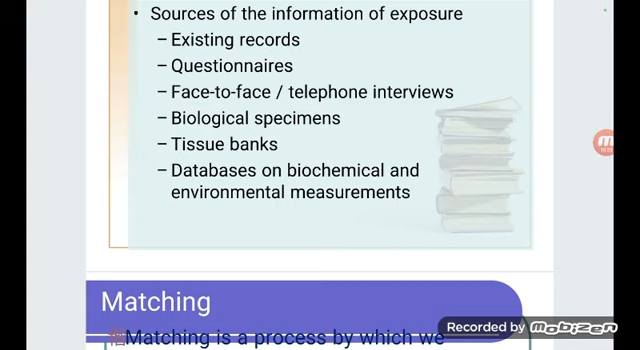 • Sources of the information of exposure
– Existing records
– Questionnaires
– Face-to-face / telephone interviews
– Biological specimens
– Tissue banks
– Databases on biochemical and
environmental measurements
Matching
Matching is a process by which we
Recorded by mobizen